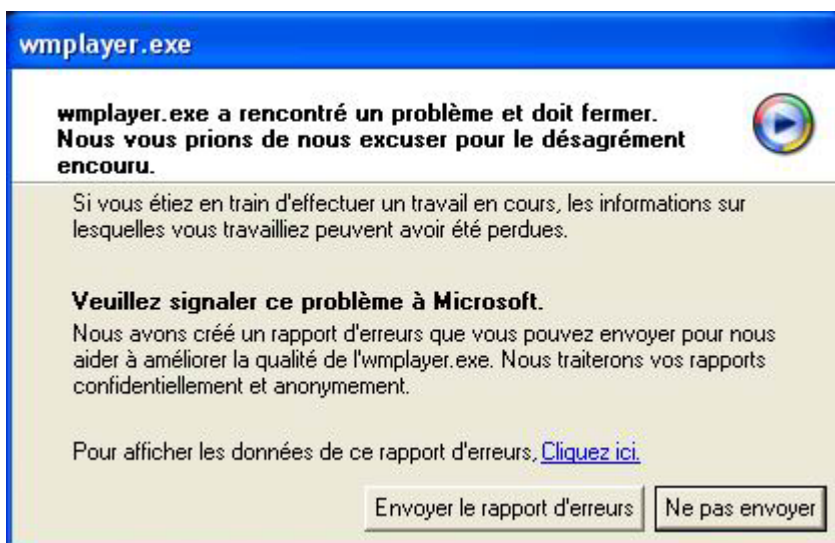 wmplayer.exe
wmplayer.exe a rencontré un problème et doit fermer.
Nous vous prions de nous excuser pour le désagrément
encouru.
Si vous étiez en train d'effectuer un travail en cours, les informations sur
lesquelles vous travailliez peuvent avoir été perdues.
Veuillez signaler ce problème à Microsoft.
Nous avons créé un rapport d'erreurs que vous pouvez envoyer pour nous
aider à améliorer la qualité de l'wmplayer.exe. Nous traiterons vos rapports
confidentiellement et anonymement.
Pour afficher les données de ce rapport d'erreurs, Cliquez ici.
Envoyer le rapport d'erreurs Ne pas envoyer